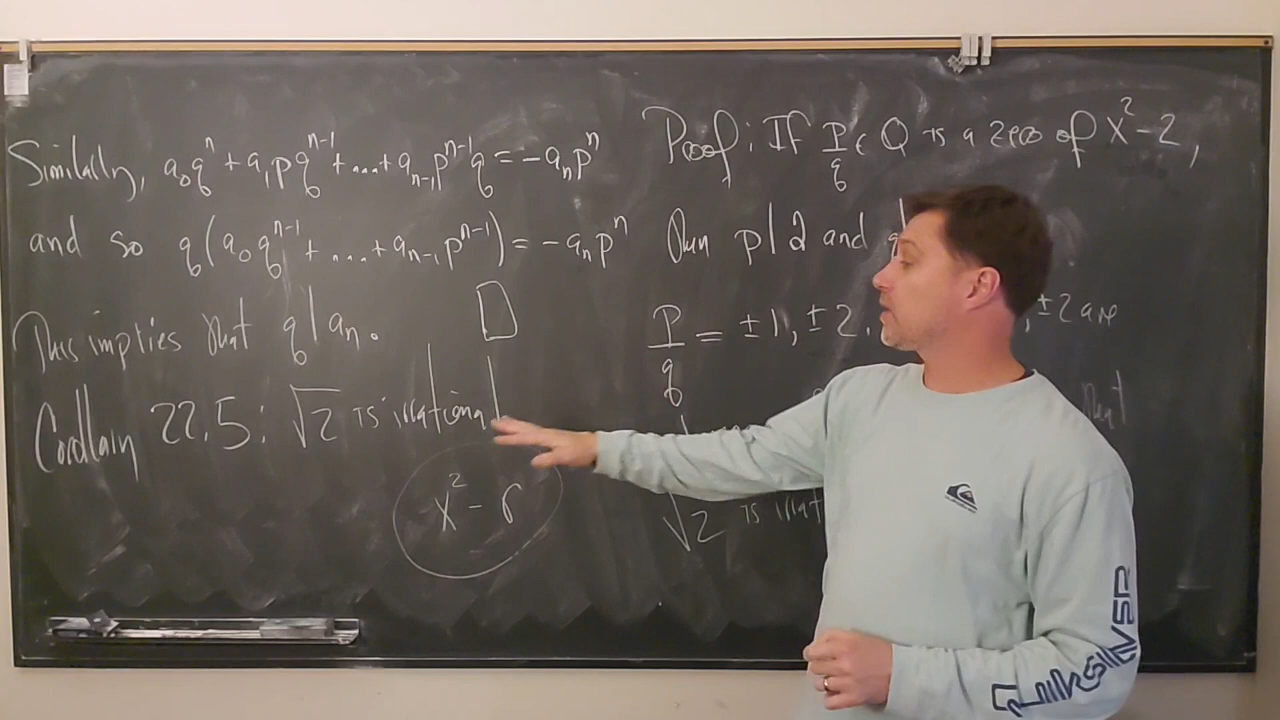 Similarly, a₀qⁿ + a₁pqⁿ⁻¹ + .... + aₙ₋₁pⁿ⁻¹q = -aₙpⁿ
and so q(a₀qⁿ⁻¹ + .... + aₙ₋₁pⁿ⁻¹) = -aₙpⁿ
This implies that q|aₙ.
Corollary 22.5: √2 is irrational
x² - r
Proof: If p/q ∈ Q is a zero of x² - 2,
then p|2 and q
p/q = ±1, ±2. , ±2 are
that
√2 is irrat
QUIKSILVER